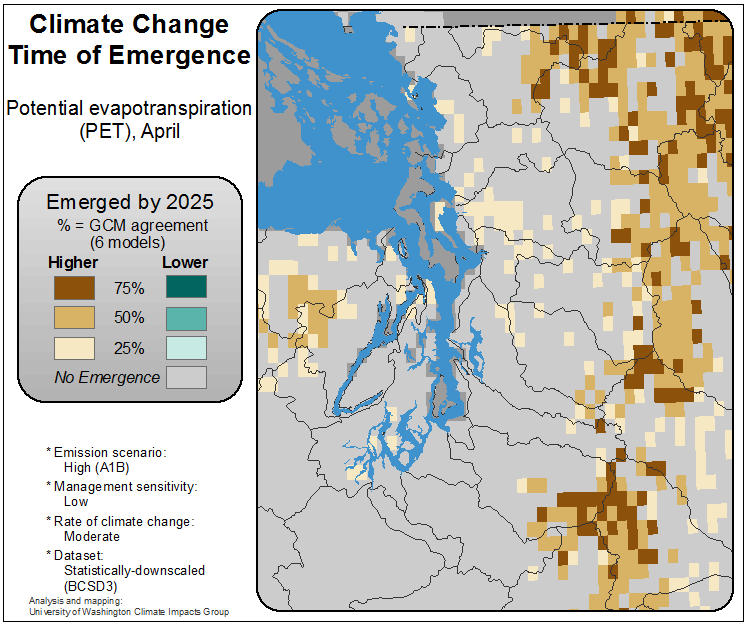 Climate Change
Time of Emergence
Potential evapotranspiration
(PET), April
Emerged by 2025
% = GCM agreement
(6 models)
Higher Lower
75%
50%
25%
No Emergence
* Emission scenario:
High (A1B)
* Management sensitivity:
Low
* Rate of climate change:
Moderate
* Dataset:
Statistically-downscaled
(BCSD3)
Analysis and mapping:
University of Washington Climate Impacts Group